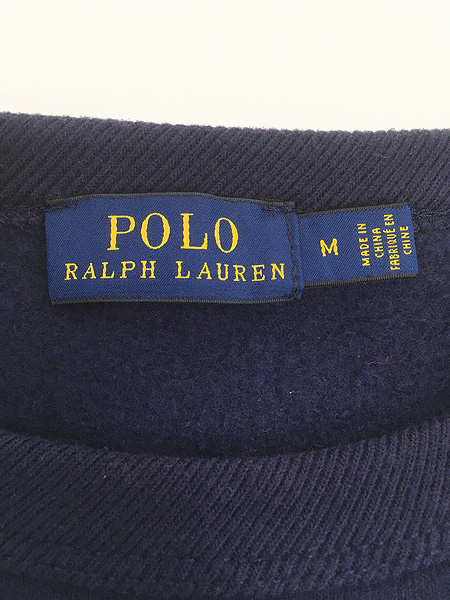 POLO
RALPH LAUREN
M
MADE IN
CHINA
FABRIQUÉ EN
CHINE